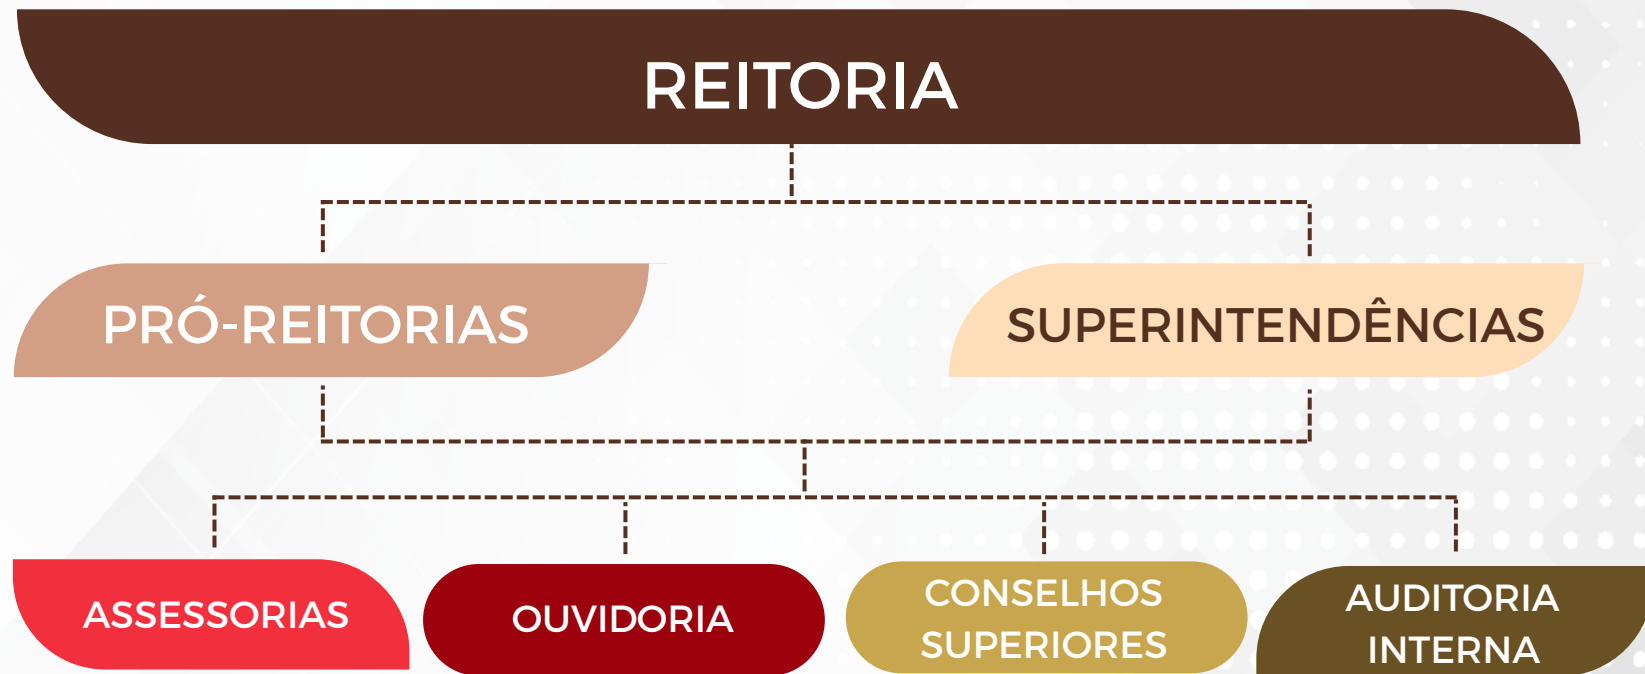 REITORIA
PRÓ-REITORIAS
SUPERINTENDÊNCIAS
ASSESSORIAS
OUVIDORIA
CONSELHOS
SUPERIORES
AUDITORIA
INTERNA